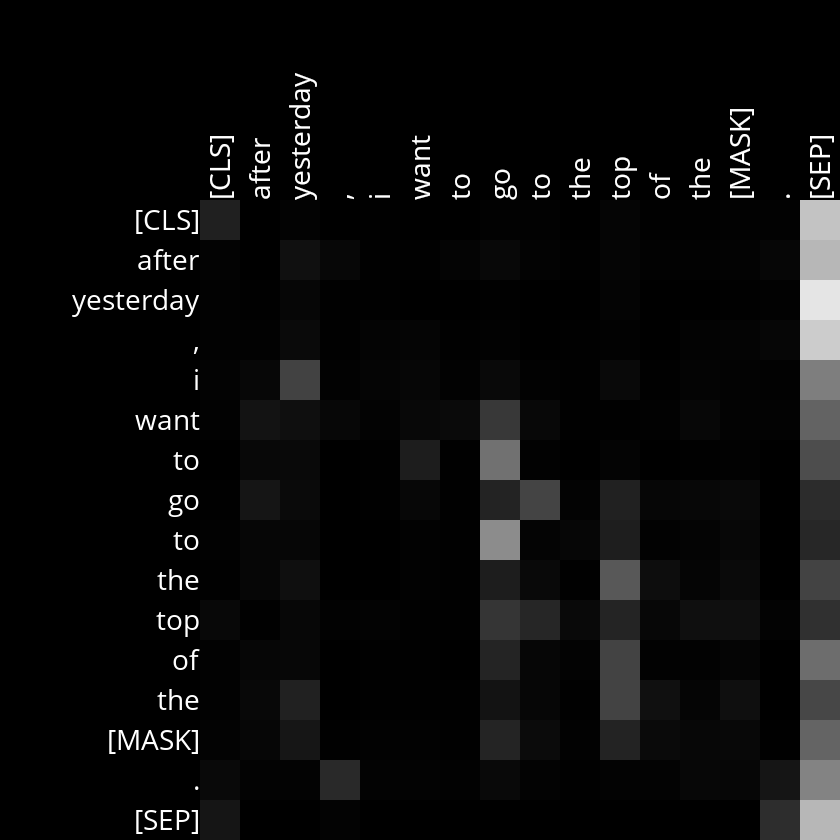 [CLS] after yesterday , i want to go to the top of the [MASK] . [SEP]
[CLS]
after
yesterday
,
i
want
to
go
to
the
top
of
the
[MASK]
.
[SEP]